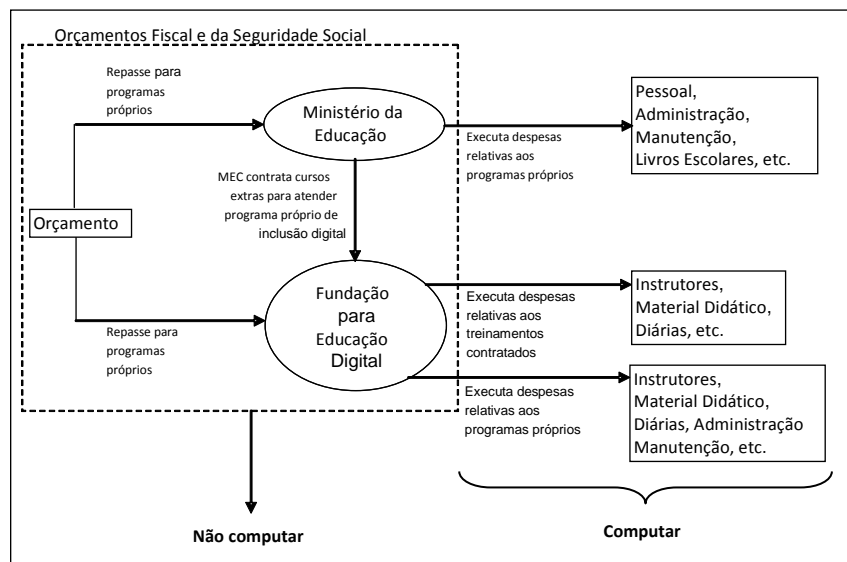 Orçamentos Fiscal e da Seguridade Social
Repasse para
programas
próprios
Ministério da
Educação
Executa despesas
relativas aos
programas próprios
Pessoal,
Administração,
Manutenção,
Livros Escolares, etc.
MEC contrata cursos
extras para atender
programa próprio de
inclusão digital
Orçamento
Fundação
para
Educação
Digital
Executa despesas
relativas aos
treinamentos
contratados
Instrutores,
Material Didático,
Diárias, etc.
Repasse para
programas
próprios
Executa despesas
relativas aos
programas próprios
Instrutores,
Material Didático,
Diárias, Administração
Manutenção, etc.
Não computar
Computar